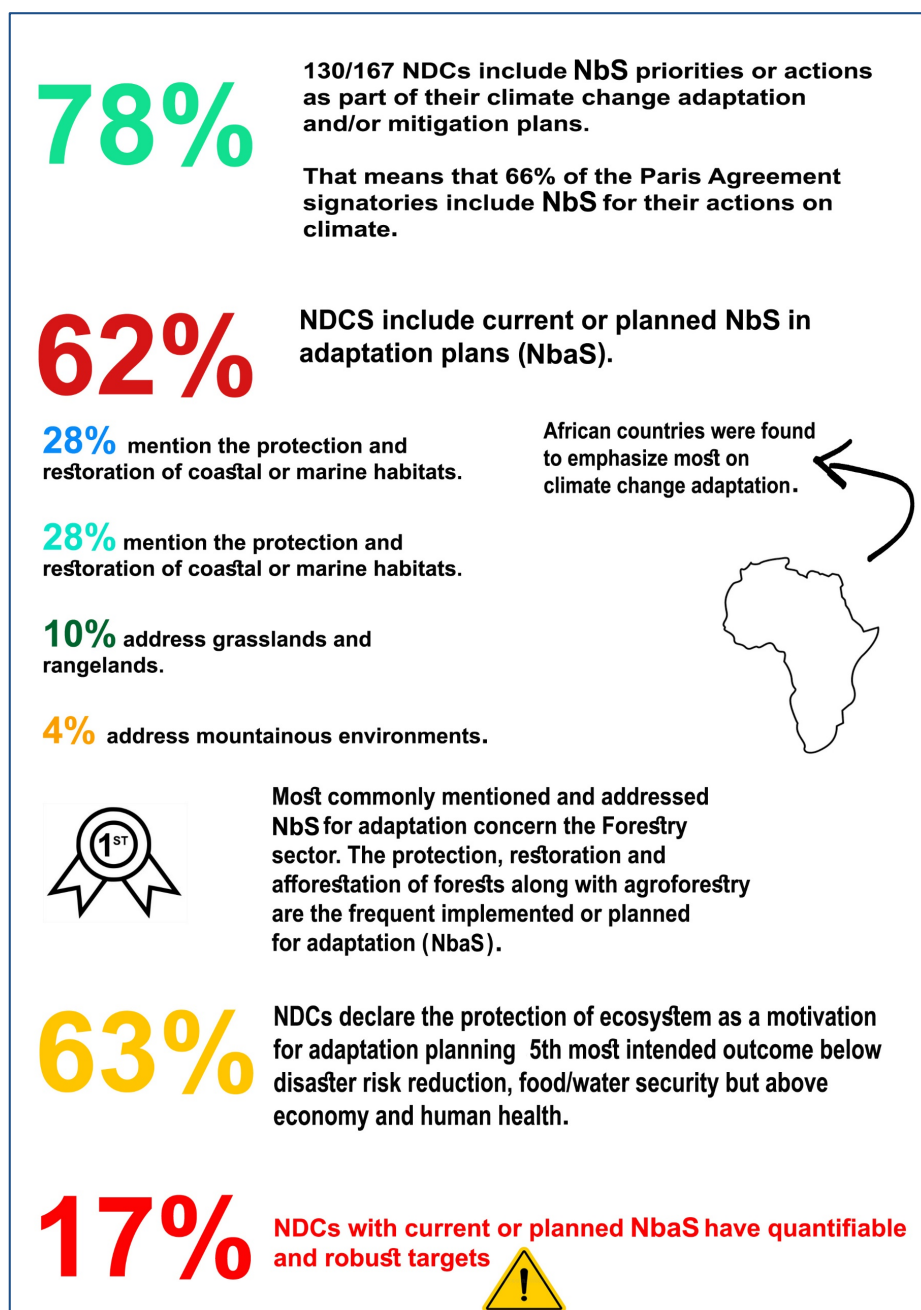 78%
130/167 NDCs include NbS priorities or actions
as part of their climate change adaptation
and/or mitigation plans.
That means that 66% of the Paris Agreement
signatories include NbS for their actions on
climate.
62%
NDCS include current or planned NbS in
adaptation plans (NbaS).
28% mention the protection and
restoration of coastal or marine habitats.
28% mention the protection and
restoration of coastal or marine habitats.
10% address grasslands and
rangelands.
4% address mountainous environments.
African countries were found
to emphasize most on
climate change adaptation.
1ST
Most commonly mentioned and addressed
NbS for adaptation concern the Forestry
sector. The protection, restoration and
afforestation of forests along with agroforestry
are the frequent implemented or planned
for adaptation (NbaS).
63%
NDCs declare the protection of ecosystem as a motivation
for adaptation planning 5th most intended outcome below
disaster risk reduction, food/water security but above
economy and human health.
17%
NDCs with current or planned NbaS have quantifiable
and robust targets
!